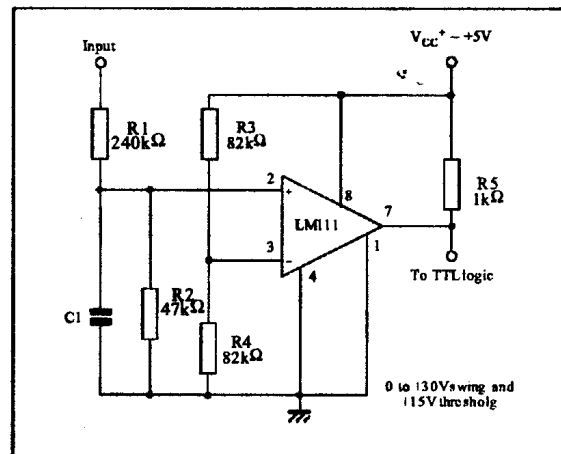 Input
V_CC+ - +5V
R1
240kΩ
R3
82kΩ
R5
1kΩ
2
+
8
7
LM111
1
3
−
4
To TTL logic
C1
R2
47kΩ
R4
82kΩ
0 to 130V swing and
115V thresholg